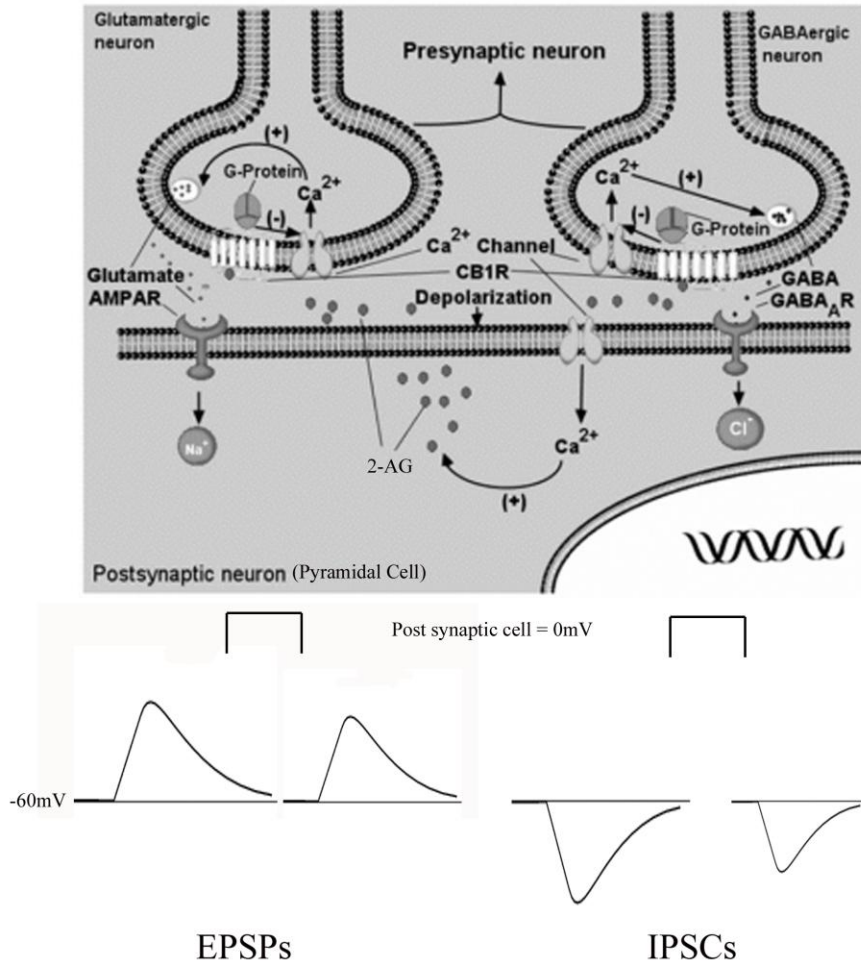 Glutamatergic
neuron
GABAergic
neuron
Presynaptic neuron
(+)
G-Protein
Ca2+
(-)
Ca2+
(+)
(-)
G-Protein
Ca2+ Channel
CB1R
Glutamate
AMPAR
Depolarization
GABA
GABAAR
Na+
2-AG
Ca2+
Cl-
(+)
Postsynaptic neuron (Pyramidal Cell)
Post synaptic cell = 0mV
-60mV
EPSPs
IPSCs